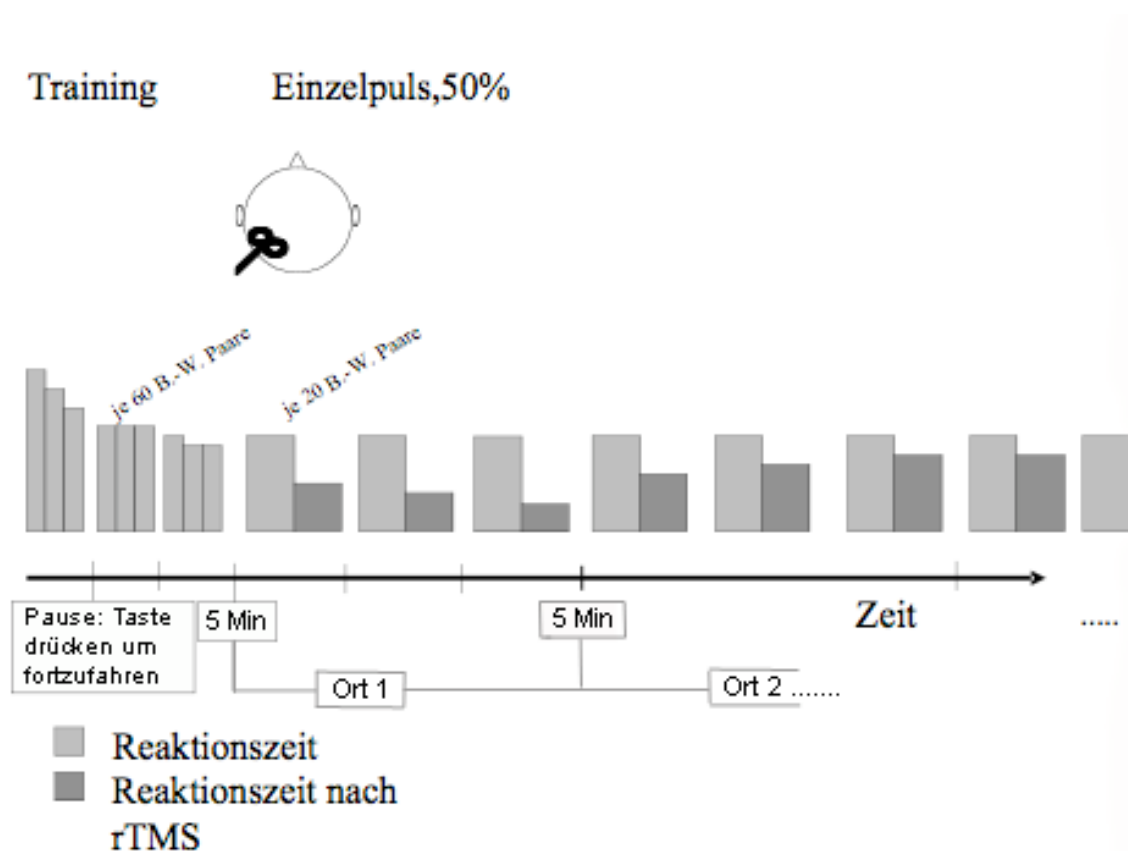 Training
Einzelpuls,50%
je 60 B.-W. Paare
je 20 B.-W. Paare
Pause: Taste
drücken um
fortzufahren
5 Min
5 Min
Zeit
.....
Ort 1
Ort 2 .......
Reaktionszeit
Reaktionszeit nach
rTMS